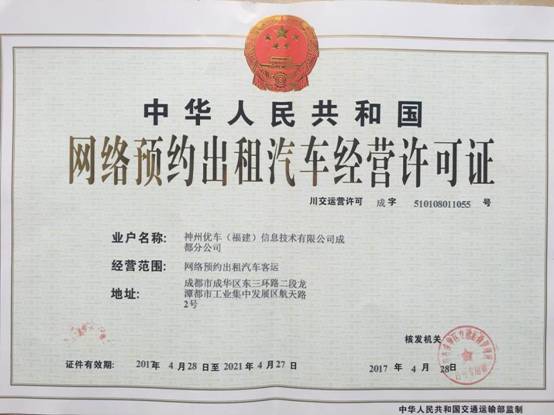 中华人民共和国
网络预约出租汽车经营许可证
川交运营许可 成 字 510108011055 号
业户名称: 神州优车（福建）信息技术有限公司成
都分公司
经营范围: 网络预约出租汽车客运
成都市成华区东三环路二段龙
地址: 潭都市工业集中发展区航天路
2号
核发机关
证件有效期: 2017年 4 月 28日 至 2021年 4 月 27日
2017 年 4 月 28日
中华人民共和国交通运输部监制